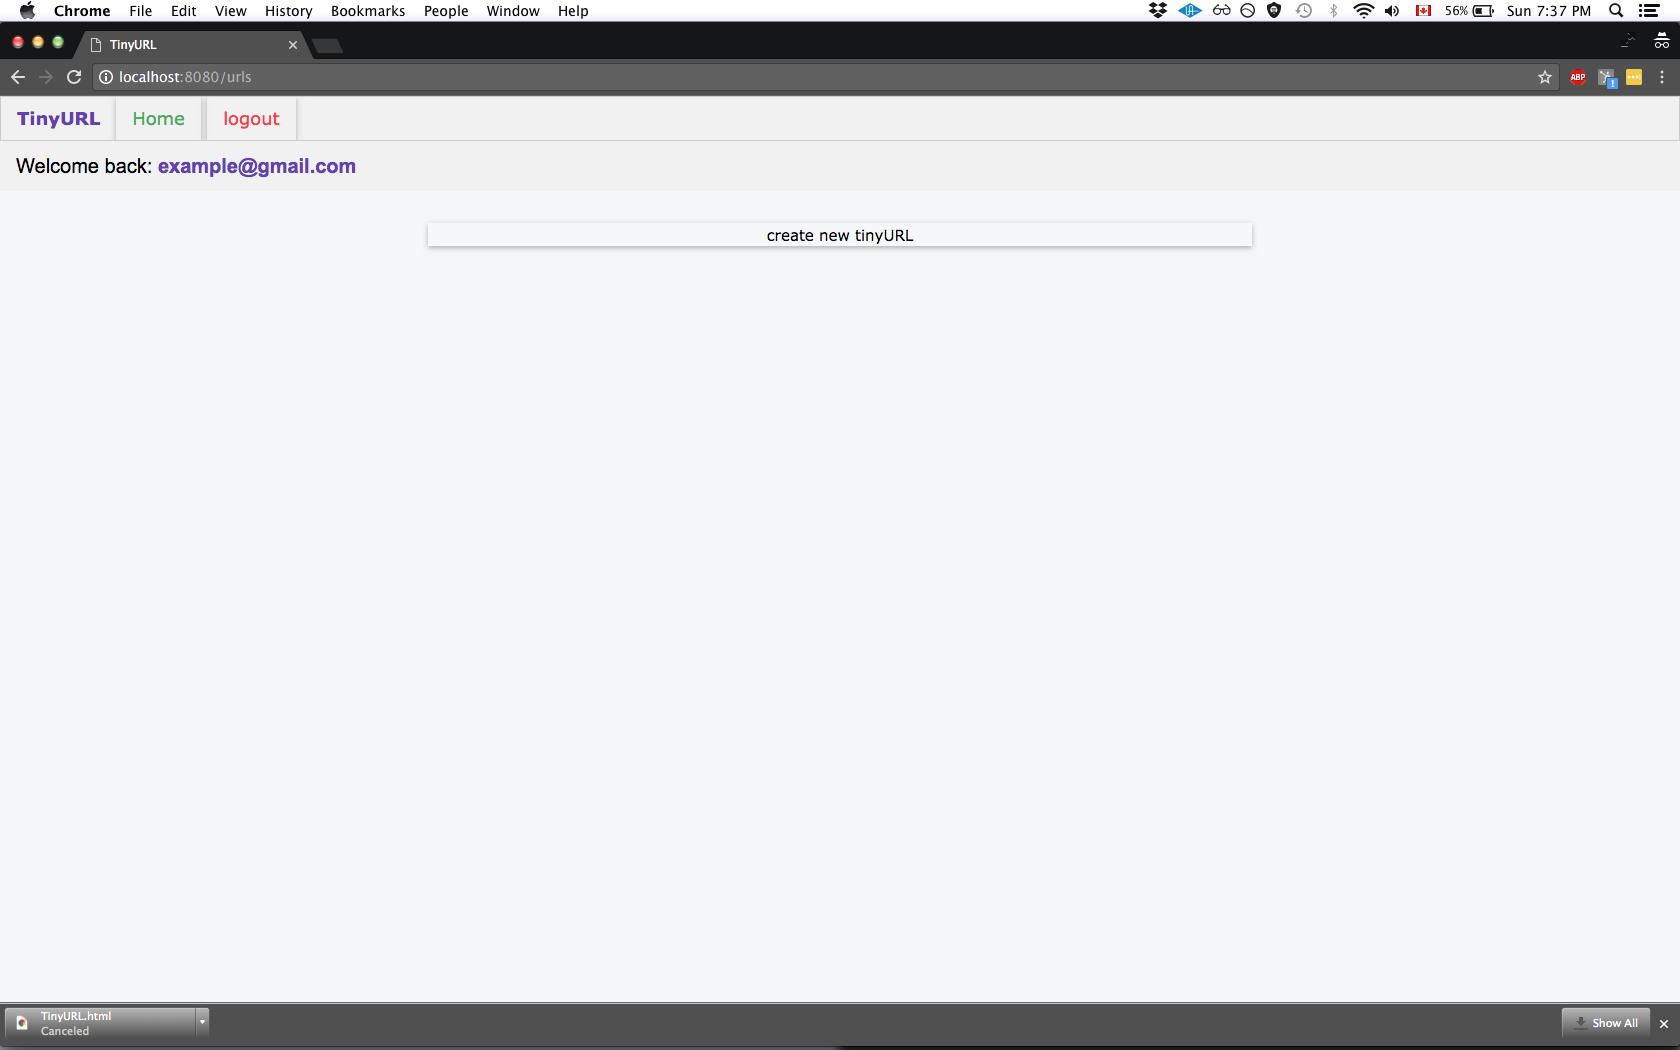 Chrome File Edit View History Bookmarks People Window Help 56% Sun 7:37 PM
TinyURL
localhost:8080/urls ABP 1
TinyURL Home logout
Welcome back: example@gmail.com
create new tinyURL
TinyURL.html
Canceled
Show All